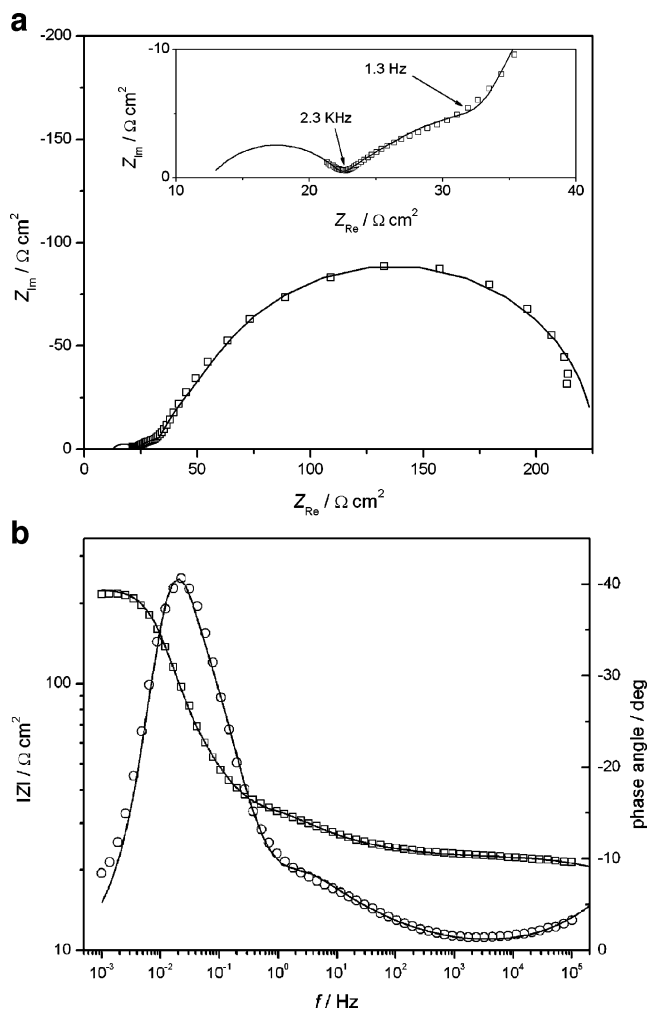 a
-200
-150
-100
-50
0
Z_Im / Ω cm²
0 50 100 150 200
Z_Re / Ω cm²
-10
0
Z_Im / Ω cm²
1.3 Hz
2.3 KHz
10 20 30 40
Z_Re / Ω cm²
b
100
10
|Z| / Ω cm²
-40
-30
-20
-10
0
phase angle / deg
10⁻³ 10⁻² 10⁻¹ 10⁰ 10¹ 10² 10³ 10⁴ 10⁵
f / Hz